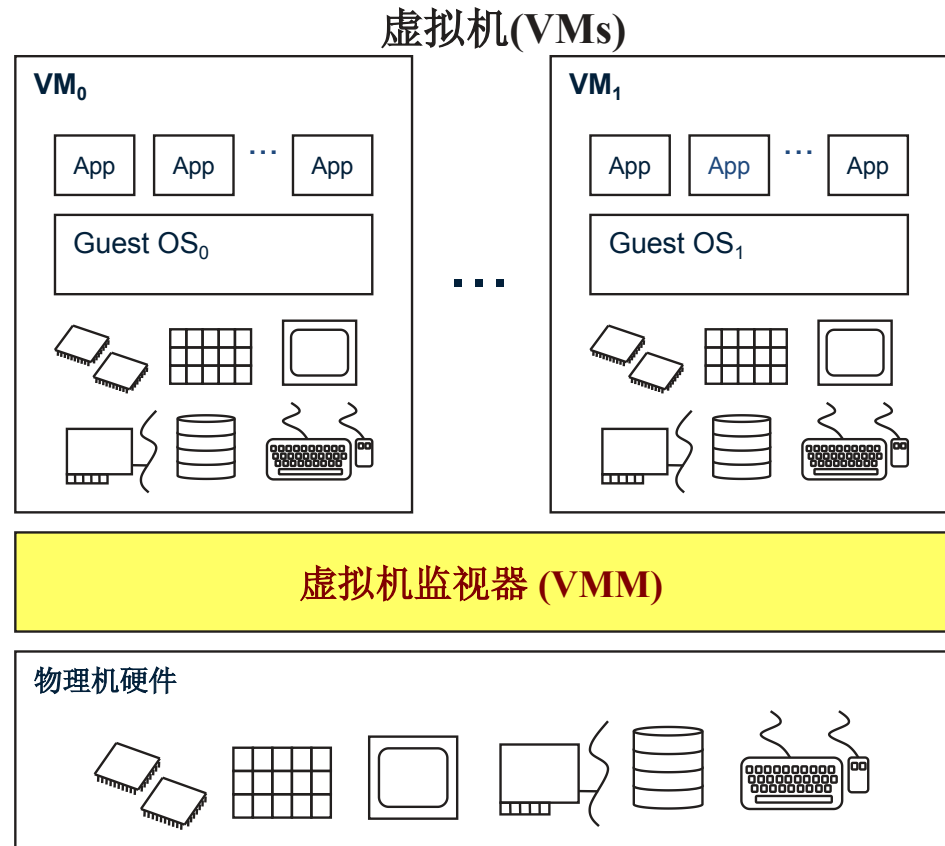 虚拟机(VMs)
VM₀
App App ... App
Guest OS₀
...
VM₁
App App ... App
Guest OS₁
虚拟机监视器 (VMM)
物理机硬件